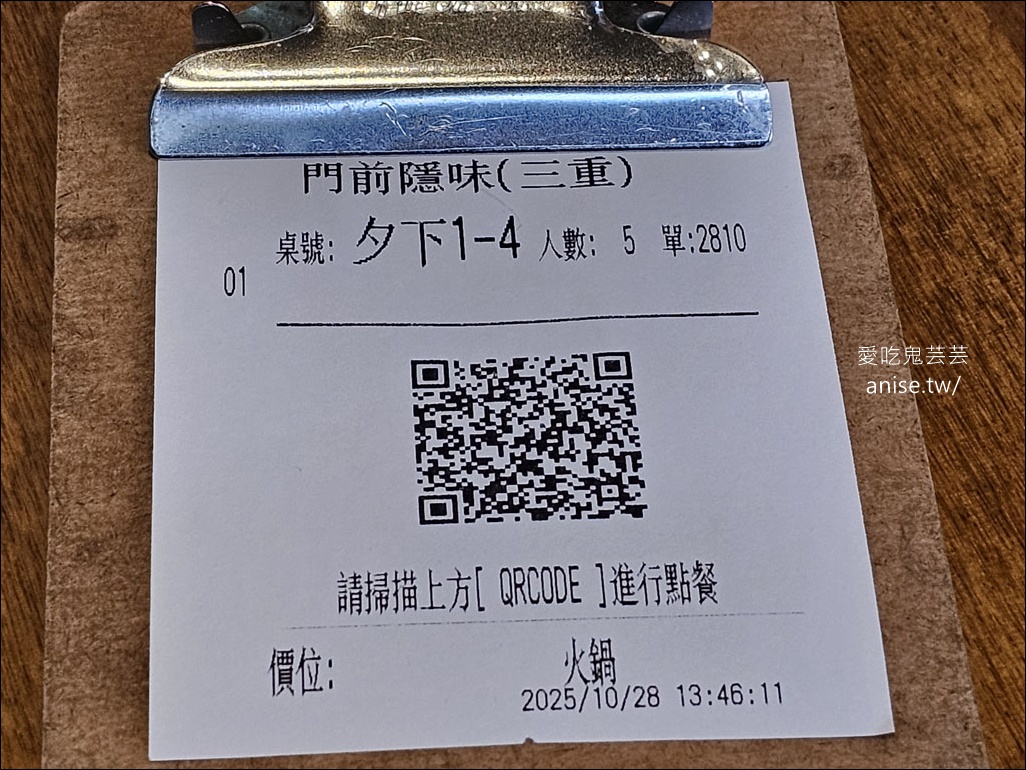 門前隱味(三重)
桌號: 夕下1-4 人數: 5 單:2810
01
請掃描上方[ QRCODE ]進行點餐
價位: 火鍋
2025/10/28 13:46:11
愛吃鬼芸芸
anise.tw/